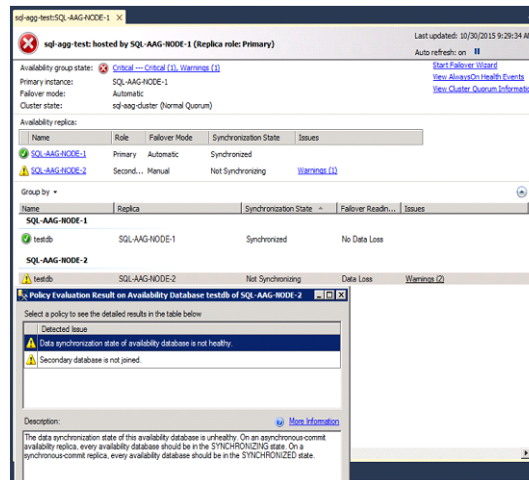 sql-agg-test:SQL-AAG-NODE-1 ×
sql-agg-test: hosted by SQL-AAG-NODE-1 (Replica role: Primary)
Last updated: 10/30/2015 9:29:34 AM
Auto refresh: on
Availability group state: Critical --- Critical (1), Warnings (1)
Start Failover Wizard
Primary instance: SQL-AAG-NODE-1
View AlwaysOn Health Events
Failover mode: Automatic
View Cluster Quorum Informatio
Cluster state: sql-aag-cluster (Normal Quorum)
Availability replica:
Name Role Failover Mode Synchronization State Issues
SQL-AAG-NODE-1 Primary Automatic Synchronized
SQL-AAG-NODE-2 Second... Manual Not Synchronizing Warnings (1)
Group by
Name Replica Synchronization State Failover Readin... Issues
SQL-AAG-NODE-1
testdb SQL-AAG-NODE-1 Synchronized No Data Loss
SQL-AAG-NODE-2
testdb SQL-AAG-NODE-2 Not Synchronizing Data Loss Warnings (2)
Policy Evaluation Result on Availability Database testdb of SQL-AAG-NODE-2
Select a policy to see the detailed results in the table below
Detected Issue
Data synchronization state of availability database is not healthy.
Secondary database is not joined.
Description: More Information
The data synchronization state of this availability database is unhealthy. On an asynchronous-commit
availability replica, every availability database should be in the SYNCHRONIZING state. On a
synchronous-commit replica, every availability database should be in the SYNCHRONIZED state.